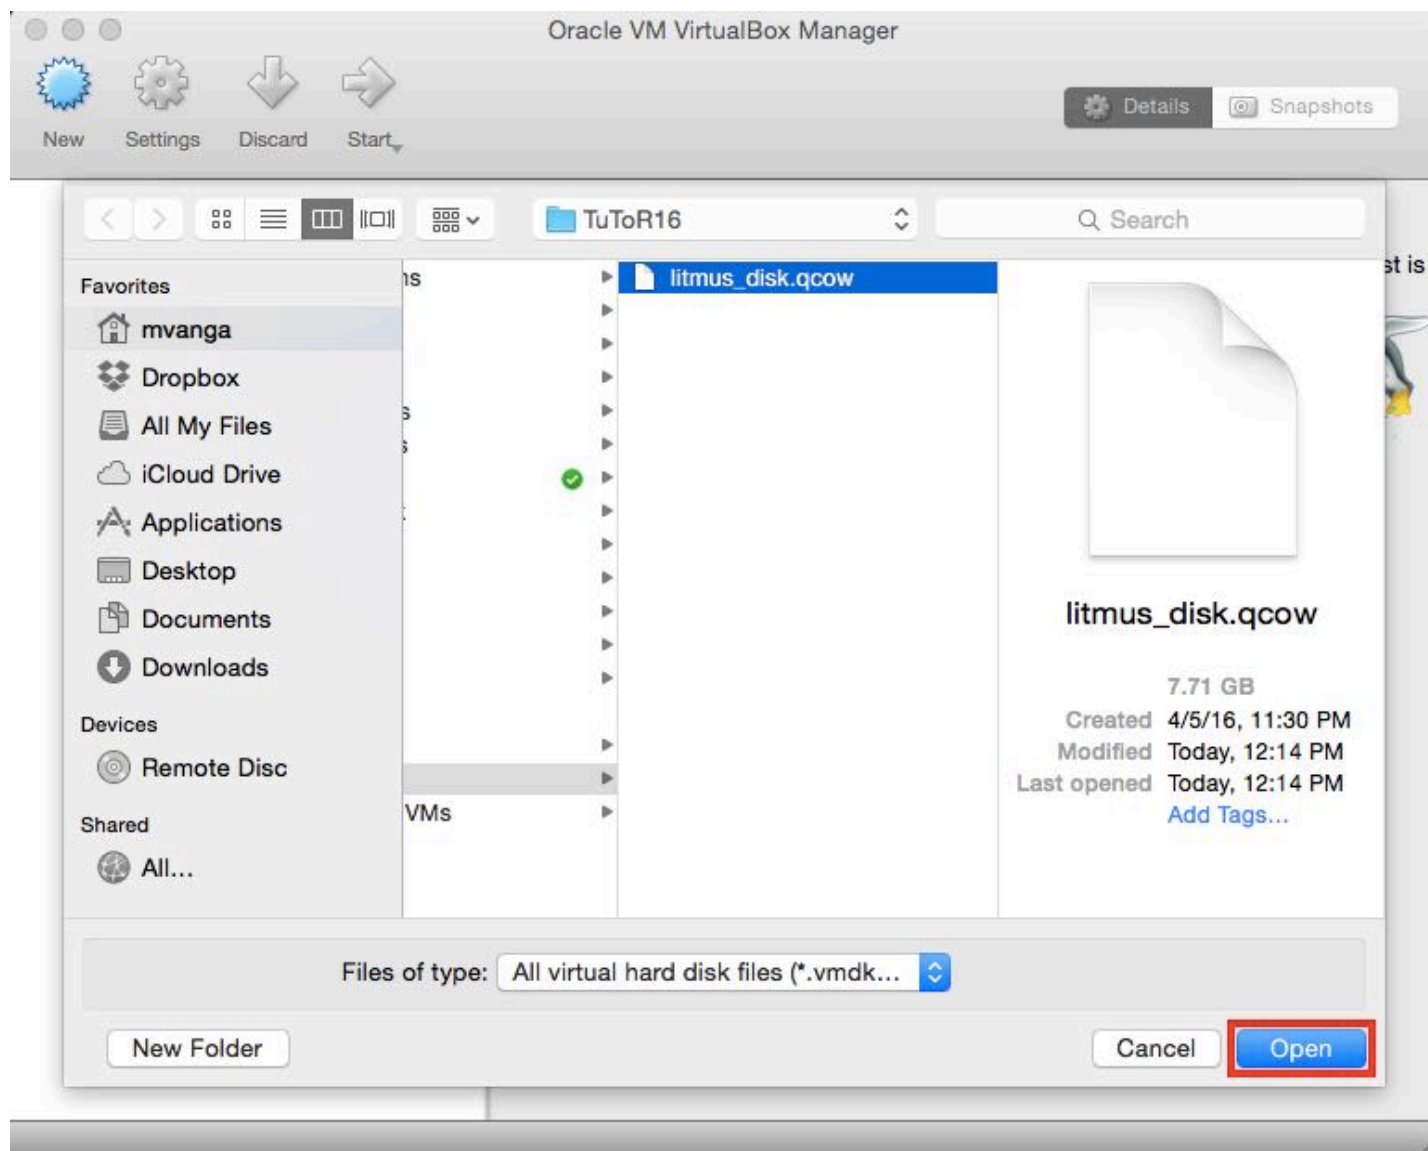 Oracle VM VirtualBox Manager
New Settings Discard Start
Details Snapshots
TuToR16
Search
st is
Favorites
mvanga
Dropbox
All My Files
iCloud Drive
Applications
Desktop
Documents
Downloads
Devices
Remote Disc
Shared
All...
VMs
litmus_disk.qcow
litmus_disk.qcow
7.71 GB
Created 4/5/16, 11:30 PM
Modified Today, 12:14 PM
Last opened Today, 12:14 PM
Add Tags...
Files of type: All virtual hard disk files (*.vmdk...
New Folder
Cancel Open